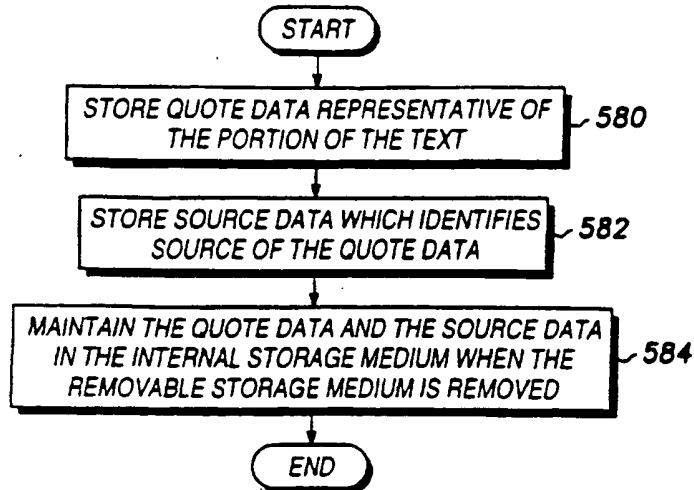 START
STORE QUOTE DATA REPRESENTATIVE OF
THE PORTION OF THE TEXT
580
STORE SOURCE DATA WHICH IDENTIFIES
SOURCE OF THE QUOTE DATA
582
MAINTAIN THE QUOTE DATA AND THE SOURCE DATA
IN THE INTERNAL STORAGE MEDIUM WHEN THE
REMOVABLE STORAGE MEDIUM IS REMOVED
584
END